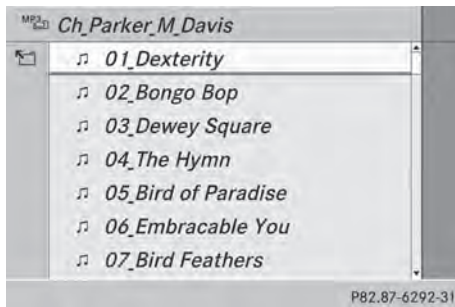 MP3 Ch_Parker_M_Davis
01_Dexterity
02_Bongo Bop
03_Dewey Square
04_The Hymn
05_Bird of Paradise
06_Embracable You
07_Bird Feathers
P82.87-6292-31